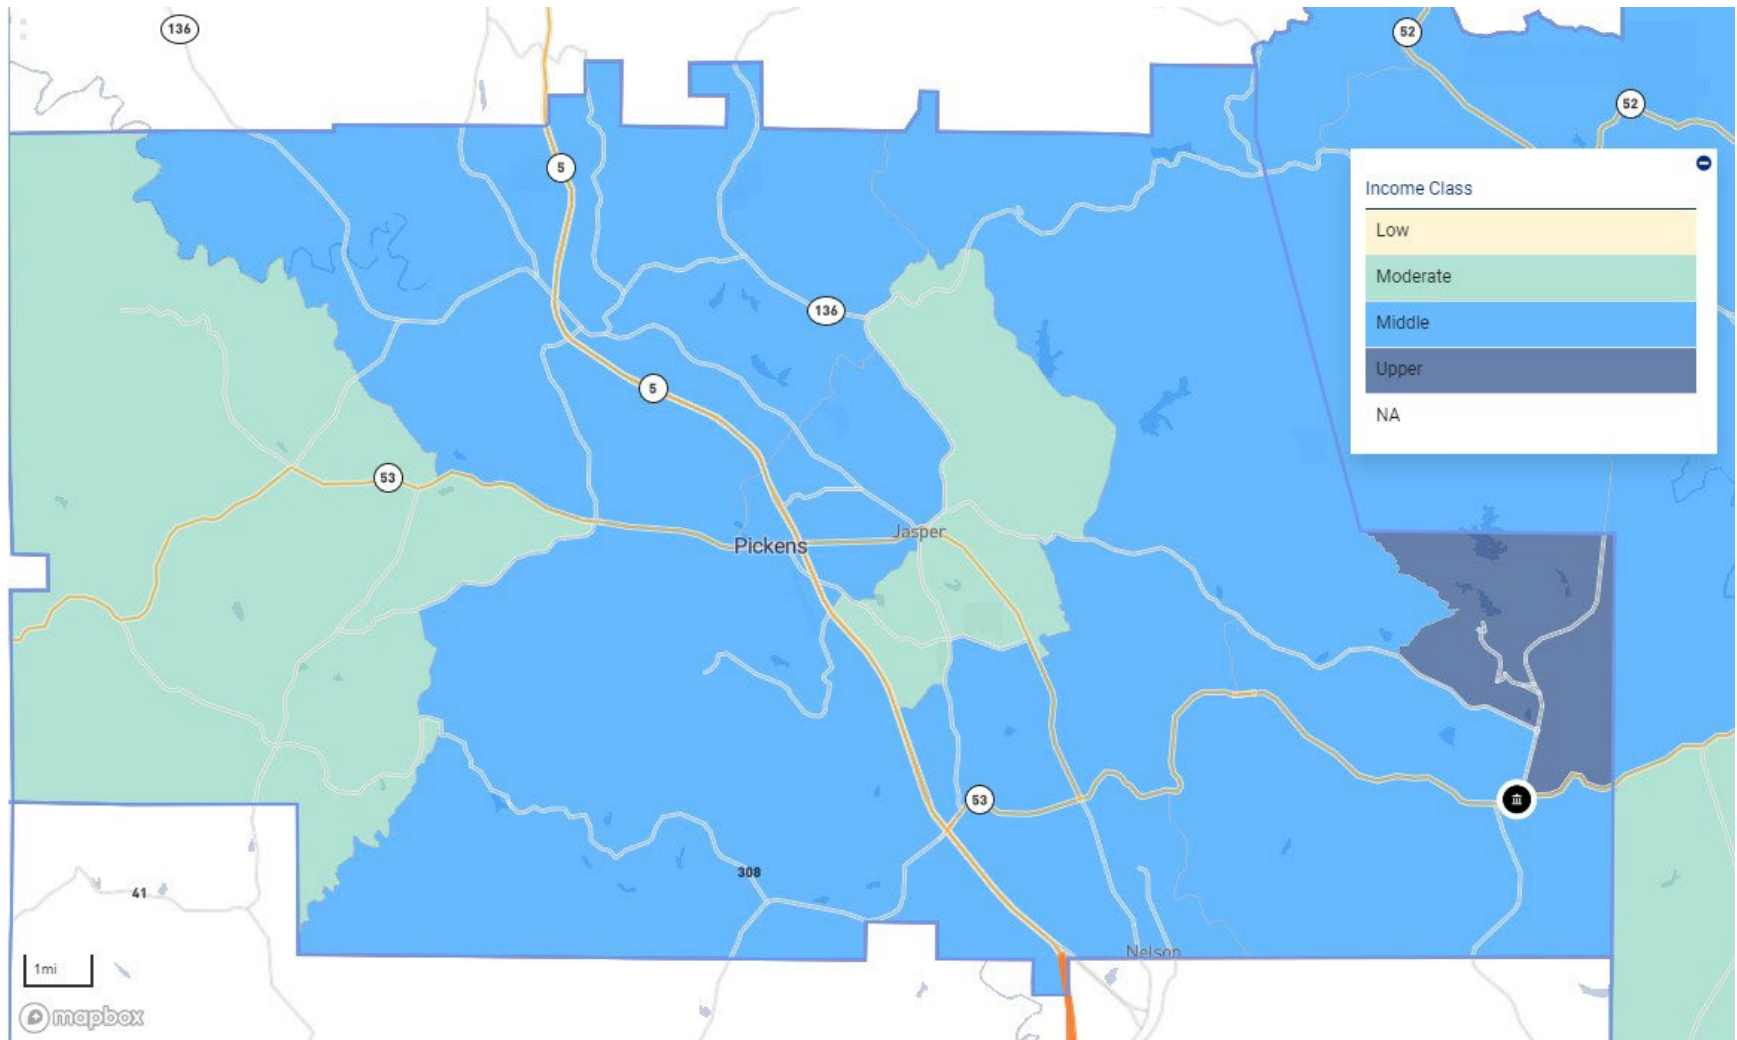 136
52
52
5
Income Class
Low
Moderate
Middle
Upper
NA
136
5
53
Jasper
Pickens
53
308
41
Nelson
1mi
mapbox